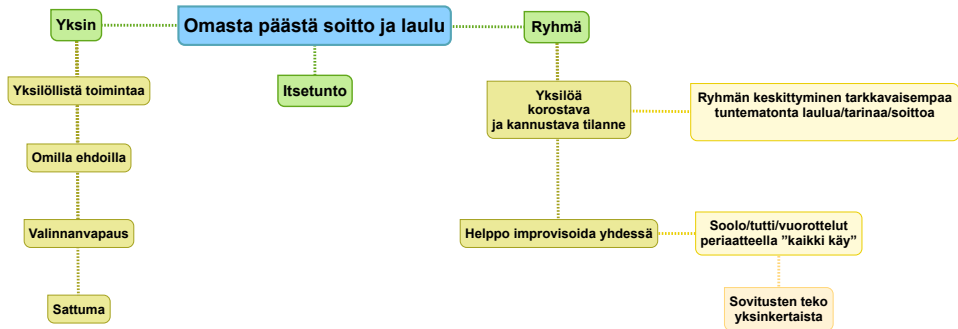 Yksin
Omasta päästä soitto ja laulu
Ryhmä
Itsetunto
Yksilöllistä toimintaa
Omilla ehdoilla
Valinnanvapaus
Sattuma
Yksilöä
korostava
ja kannustava tilanne
Ryhmän keskittyminen tarkkavaisempaa
tuntematonta laulua/tarinaa/soittoa
Helppo improvisoida yhdessä
Soolo/tutti/vuorottelut
periaatteella ”kaikki käy”
Sovitusten teko
yksinkertaista